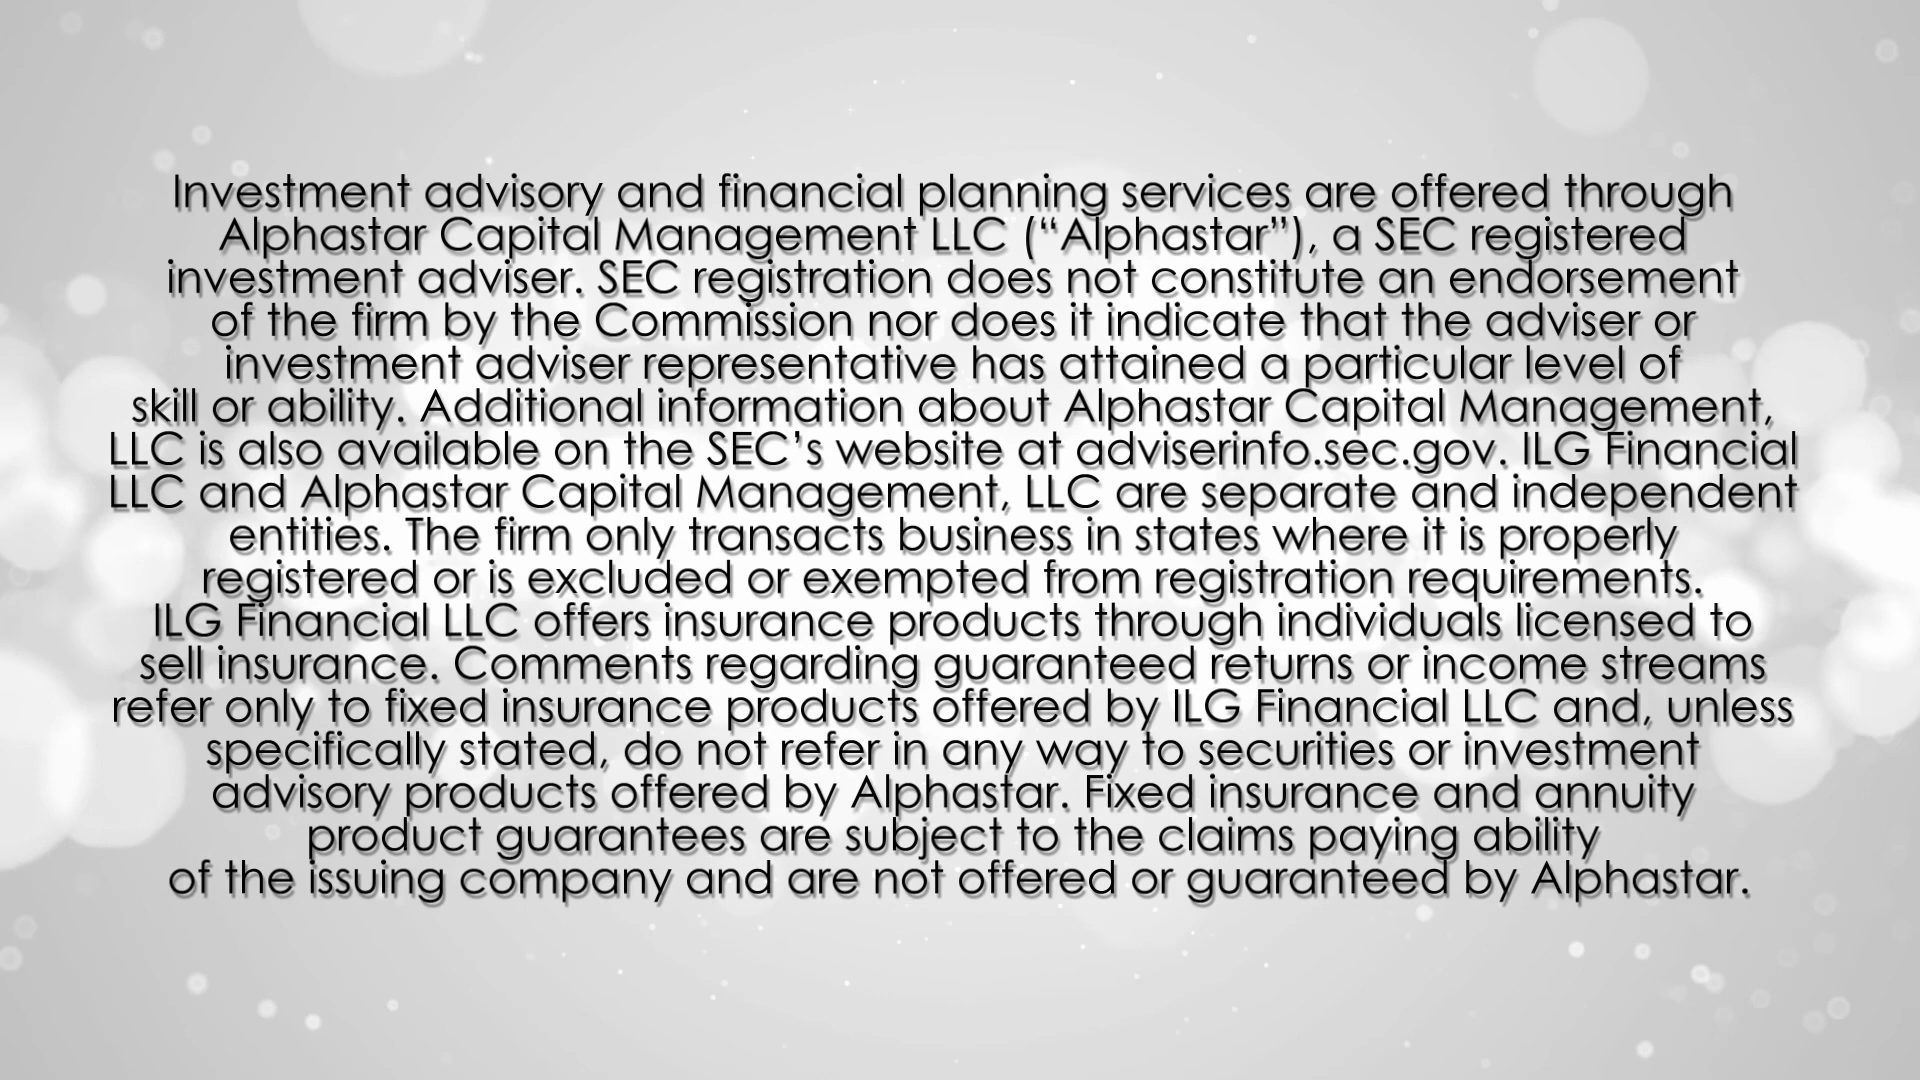 Investment advisory and financial planning services are offered through
Alphastar Capital Management LLC (“Alphastar”), a SEC registered
investment adviser. SEC registration does not constitute an endorsement
of the firm by the Commission nor does it indicate that the adviser or
investment adviser representative has attained a particular level of
skill or ability. Additional information about Alphastar Capital Management,
LLC is also available on the SEC’s website at adviserinfo.sec.gov. ILG Financial
LLC and Alphastar Capital Management, LLC are separate and independent
entities. The firm only transacts business in states where it is properly
registered or is excluded or exempted from registration requirements.
ILG Financial LLC offers insurance products through individuals licensed to
sell insurance. Comments regarding guaranteed returns or income streams
refer only to fixed insurance products offered by ILG Financial LLC and, unless
specifically stated, do not refer in any way to securities or investment
advisory products offered by Alphastar. Fixed insurance and annuity
product guarantees are subject to the claims paying ability
of the issuing company and are not offered or guaranteed by Alphastar.